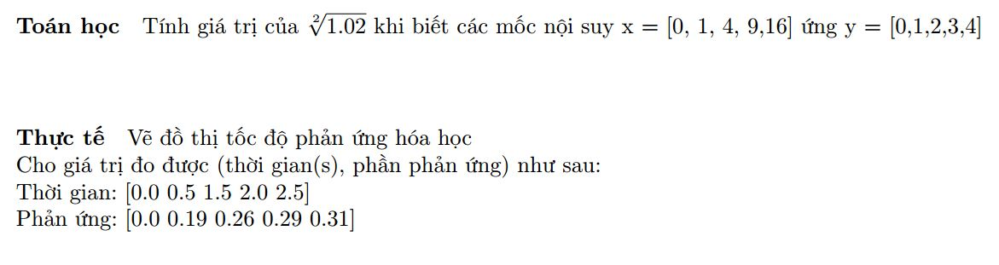 Toán học Tính giá trị của $\sqrt[2]{1.02}$ khi biết các mốc nội suy x = [0, 1, 4, 9,16] ứng y = [0,1,2,3,4]
Thực tế Vẽ đồ thị tốc độ phản ứng hóa học
Cho giá trị đo được (thời gian(s), phần phản ứng) như sau:
Thời gian: [0.0 0.5 1.5 2.0 2.5]
Phản ứng: [0.0 0.19 0.26 0.29 0.31]